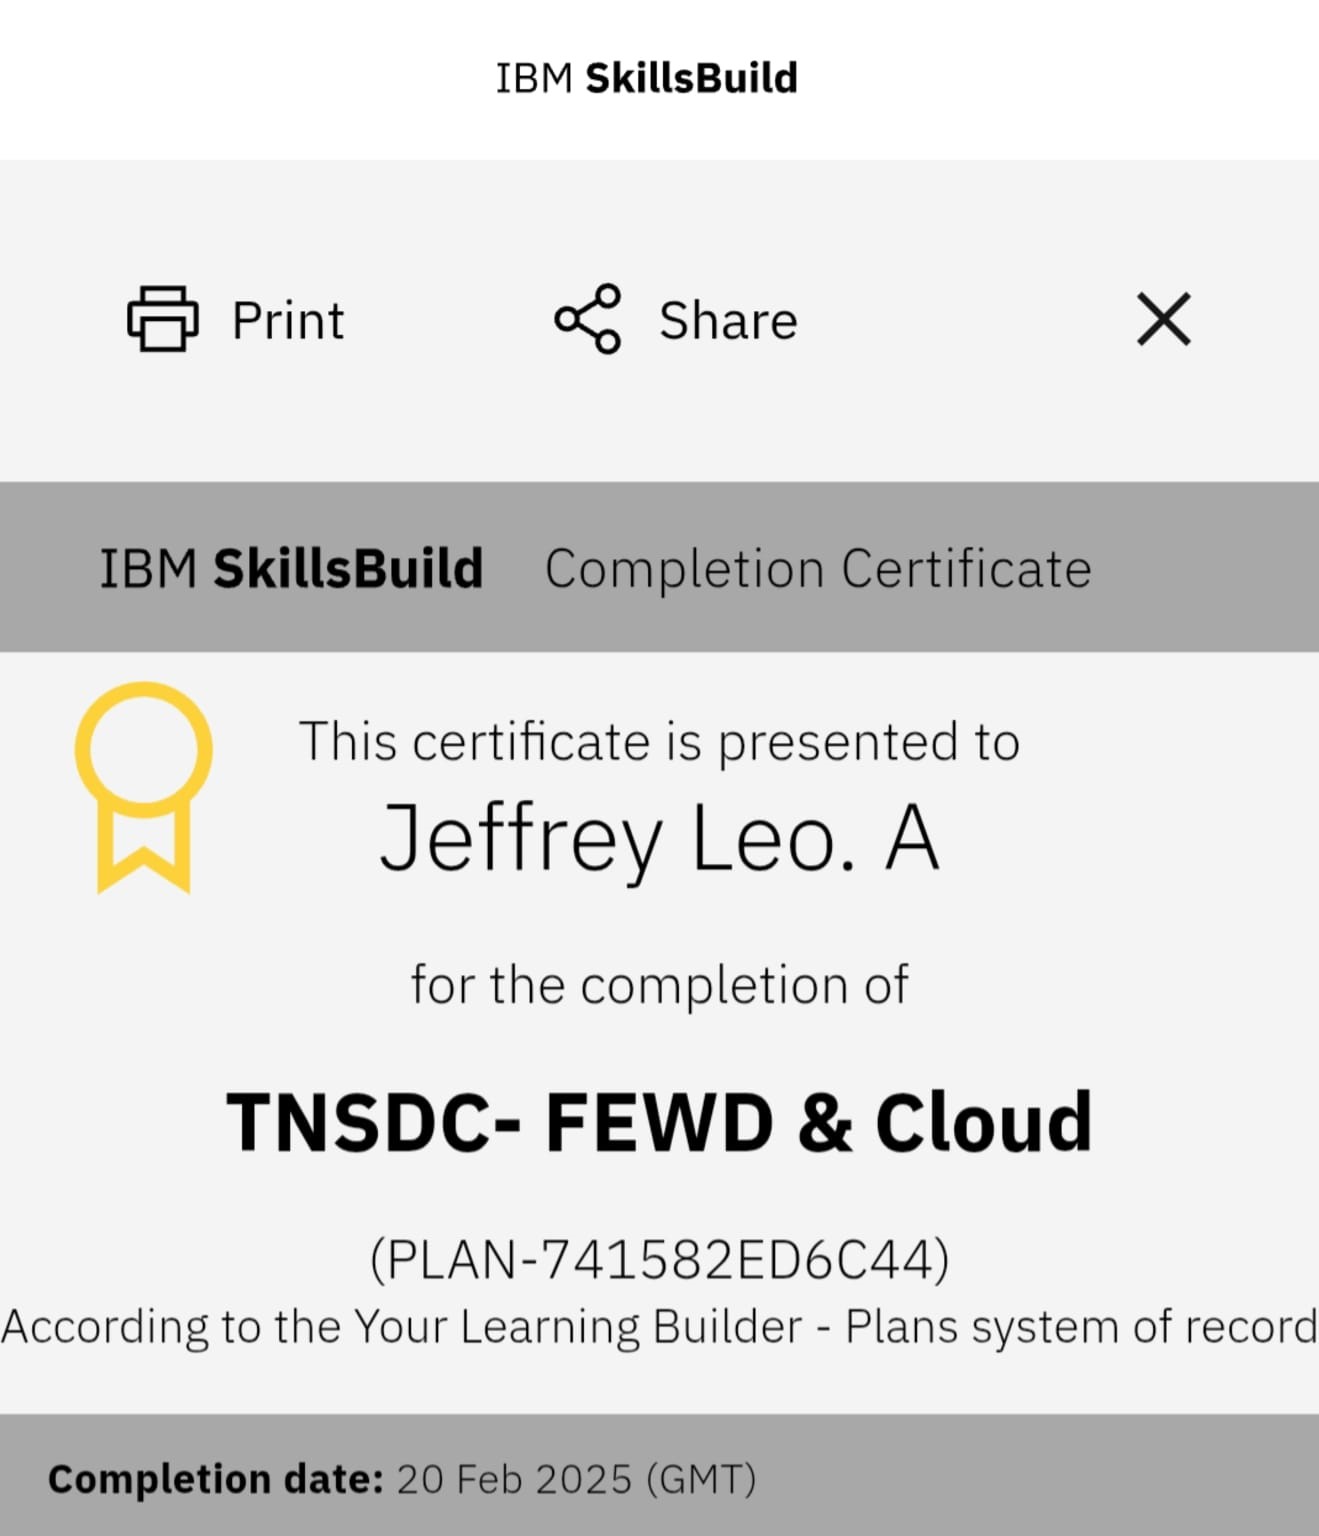 IBM SkillsBuild
Print
Share
IBM SkillsBuild Completion Certificate
This certificate is presented to
Jeffrey Leo. A
for the completion of
TNSDC- FEWD & Cloud
(PLAN-741582ED6C44)
According to the Your Learning Builder - Plans system of record
Completion date: 20 Feb 2025 (GMT)